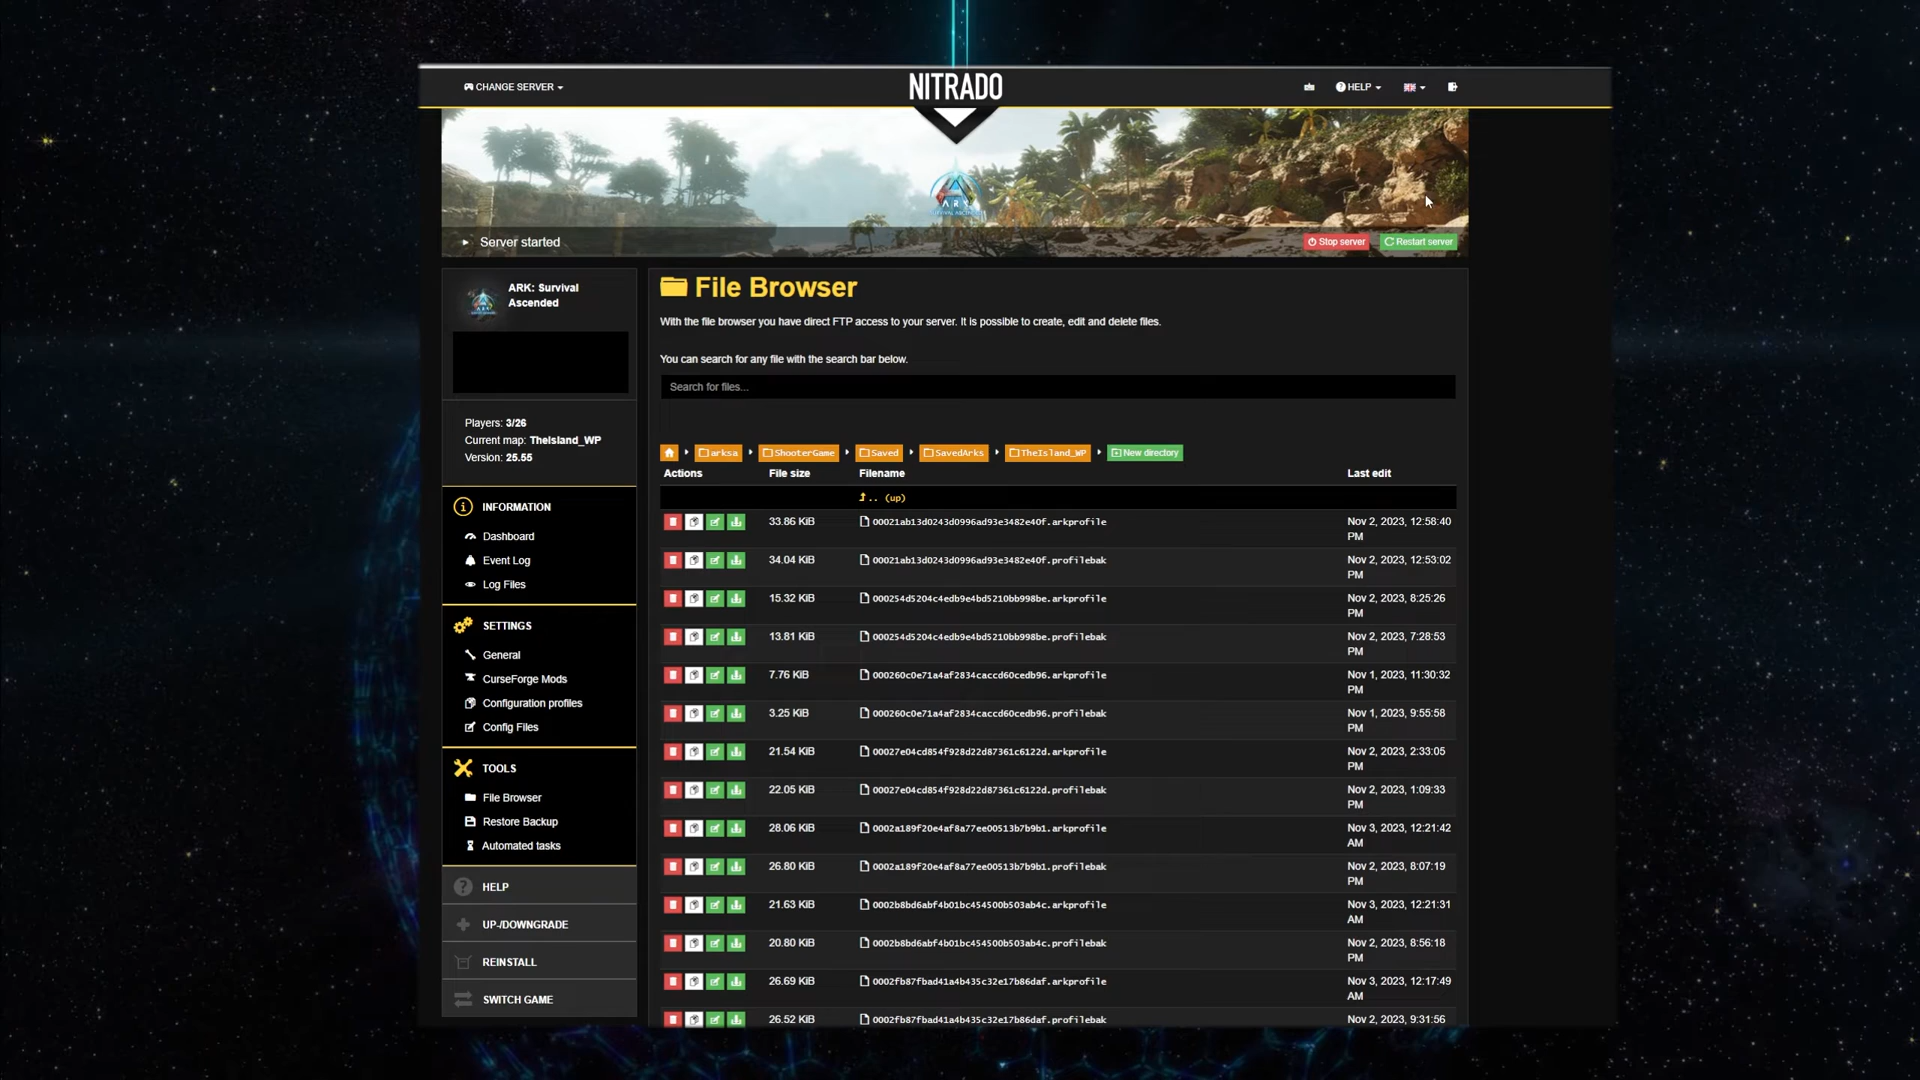 CHANGE SERVER
NITRADO
HELP
ARK
SURVIVAL ASCENDED
Server started
Stop server
Restart server
ARK: Survival
Ascended
Players: 3/26
Current map: TheIsland_WP
Version: 25.55
INFORMATION
Dashboard
Event Log
Log Files
SETTINGS
General
CurseForge Mods
Configuration profiles
Config Files
TOOLS
File Browser
Restore Backup
Automated tasks
HELP
UP-/DOWNGRADE
REINSTALL
SWITCH GAME
File Browser
With the file browser you have direct FTP access to your server. It is possible to create, edit and delete files.
You can search for any file with the search bar below.
Search for files...
arksa ShooterGame Saved SavedArks TheIsland_WP New directory
Actions File size Filename Last edit
.. (up)
33.86 KiB 00021ab13d0243d0996ad93e3482e40f.arkprofile Nov 2, 2023, 12:58:40 PM
34.04 KiB 00021ab13d0243d0996ad93e3482e40f.profilebak Nov 2, 2023, 12:53:02 PM
15.32 KiB 000254d5204c4edb9e4bd5210bb998be.arkprofile Nov 2, 2023, 8:25:26 PM
13.81 KiB 000254d5204c4edb9e4bd5210bb998be.profilebak Nov 2, 2023, 7:28:53 PM
7.76 KiB 000260c0e71a4af2834caccd60cedb96.arkprofile Nov 1, 2023, 11:30:32 PM
3.25 KiB 000260c0e71a4af2834caccd60cedb96.profilebak Nov 1, 2023, 9:55:58 PM
21.54 KiB 00027e04cd854f928d22d87361c6122d.arkprofile Nov 2, 2023, 2:33:05 PM
22.05 KiB 00027e04cd854f928d22d87361c6122d.profilebak Nov 2, 2023, 1:09:33 PM
28.06 KiB 0002a189f20e4af8a77ee00513b7b9b1.arkprofile Nov 3, 2023, 12:21:42 AM
26.80 KiB 0002a189f20e4af8a77ee00513b7b9b1.profilebak Nov 2, 2023, 8:07:19 PM
21.63 KiB 0002b8bd6abf4b01bc454500b503ab4c.arkprofile Nov 3, 2023, 12:21:31 AM
20.80 KiB 0002b8bd6abf4b01bc454500b503ab4c.profilebak Nov 2, 2023, 8:56:18 PM
26.69 KiB 0002fb87fbad41a4b435c32e17b86daf.arkprofile Nov 3, 2023, 12:17:49 AM
26.52 KiB 0002fb87fbad41a4b435c32e17b86daf.profilebak Nov 2, 2023, 9:31:56